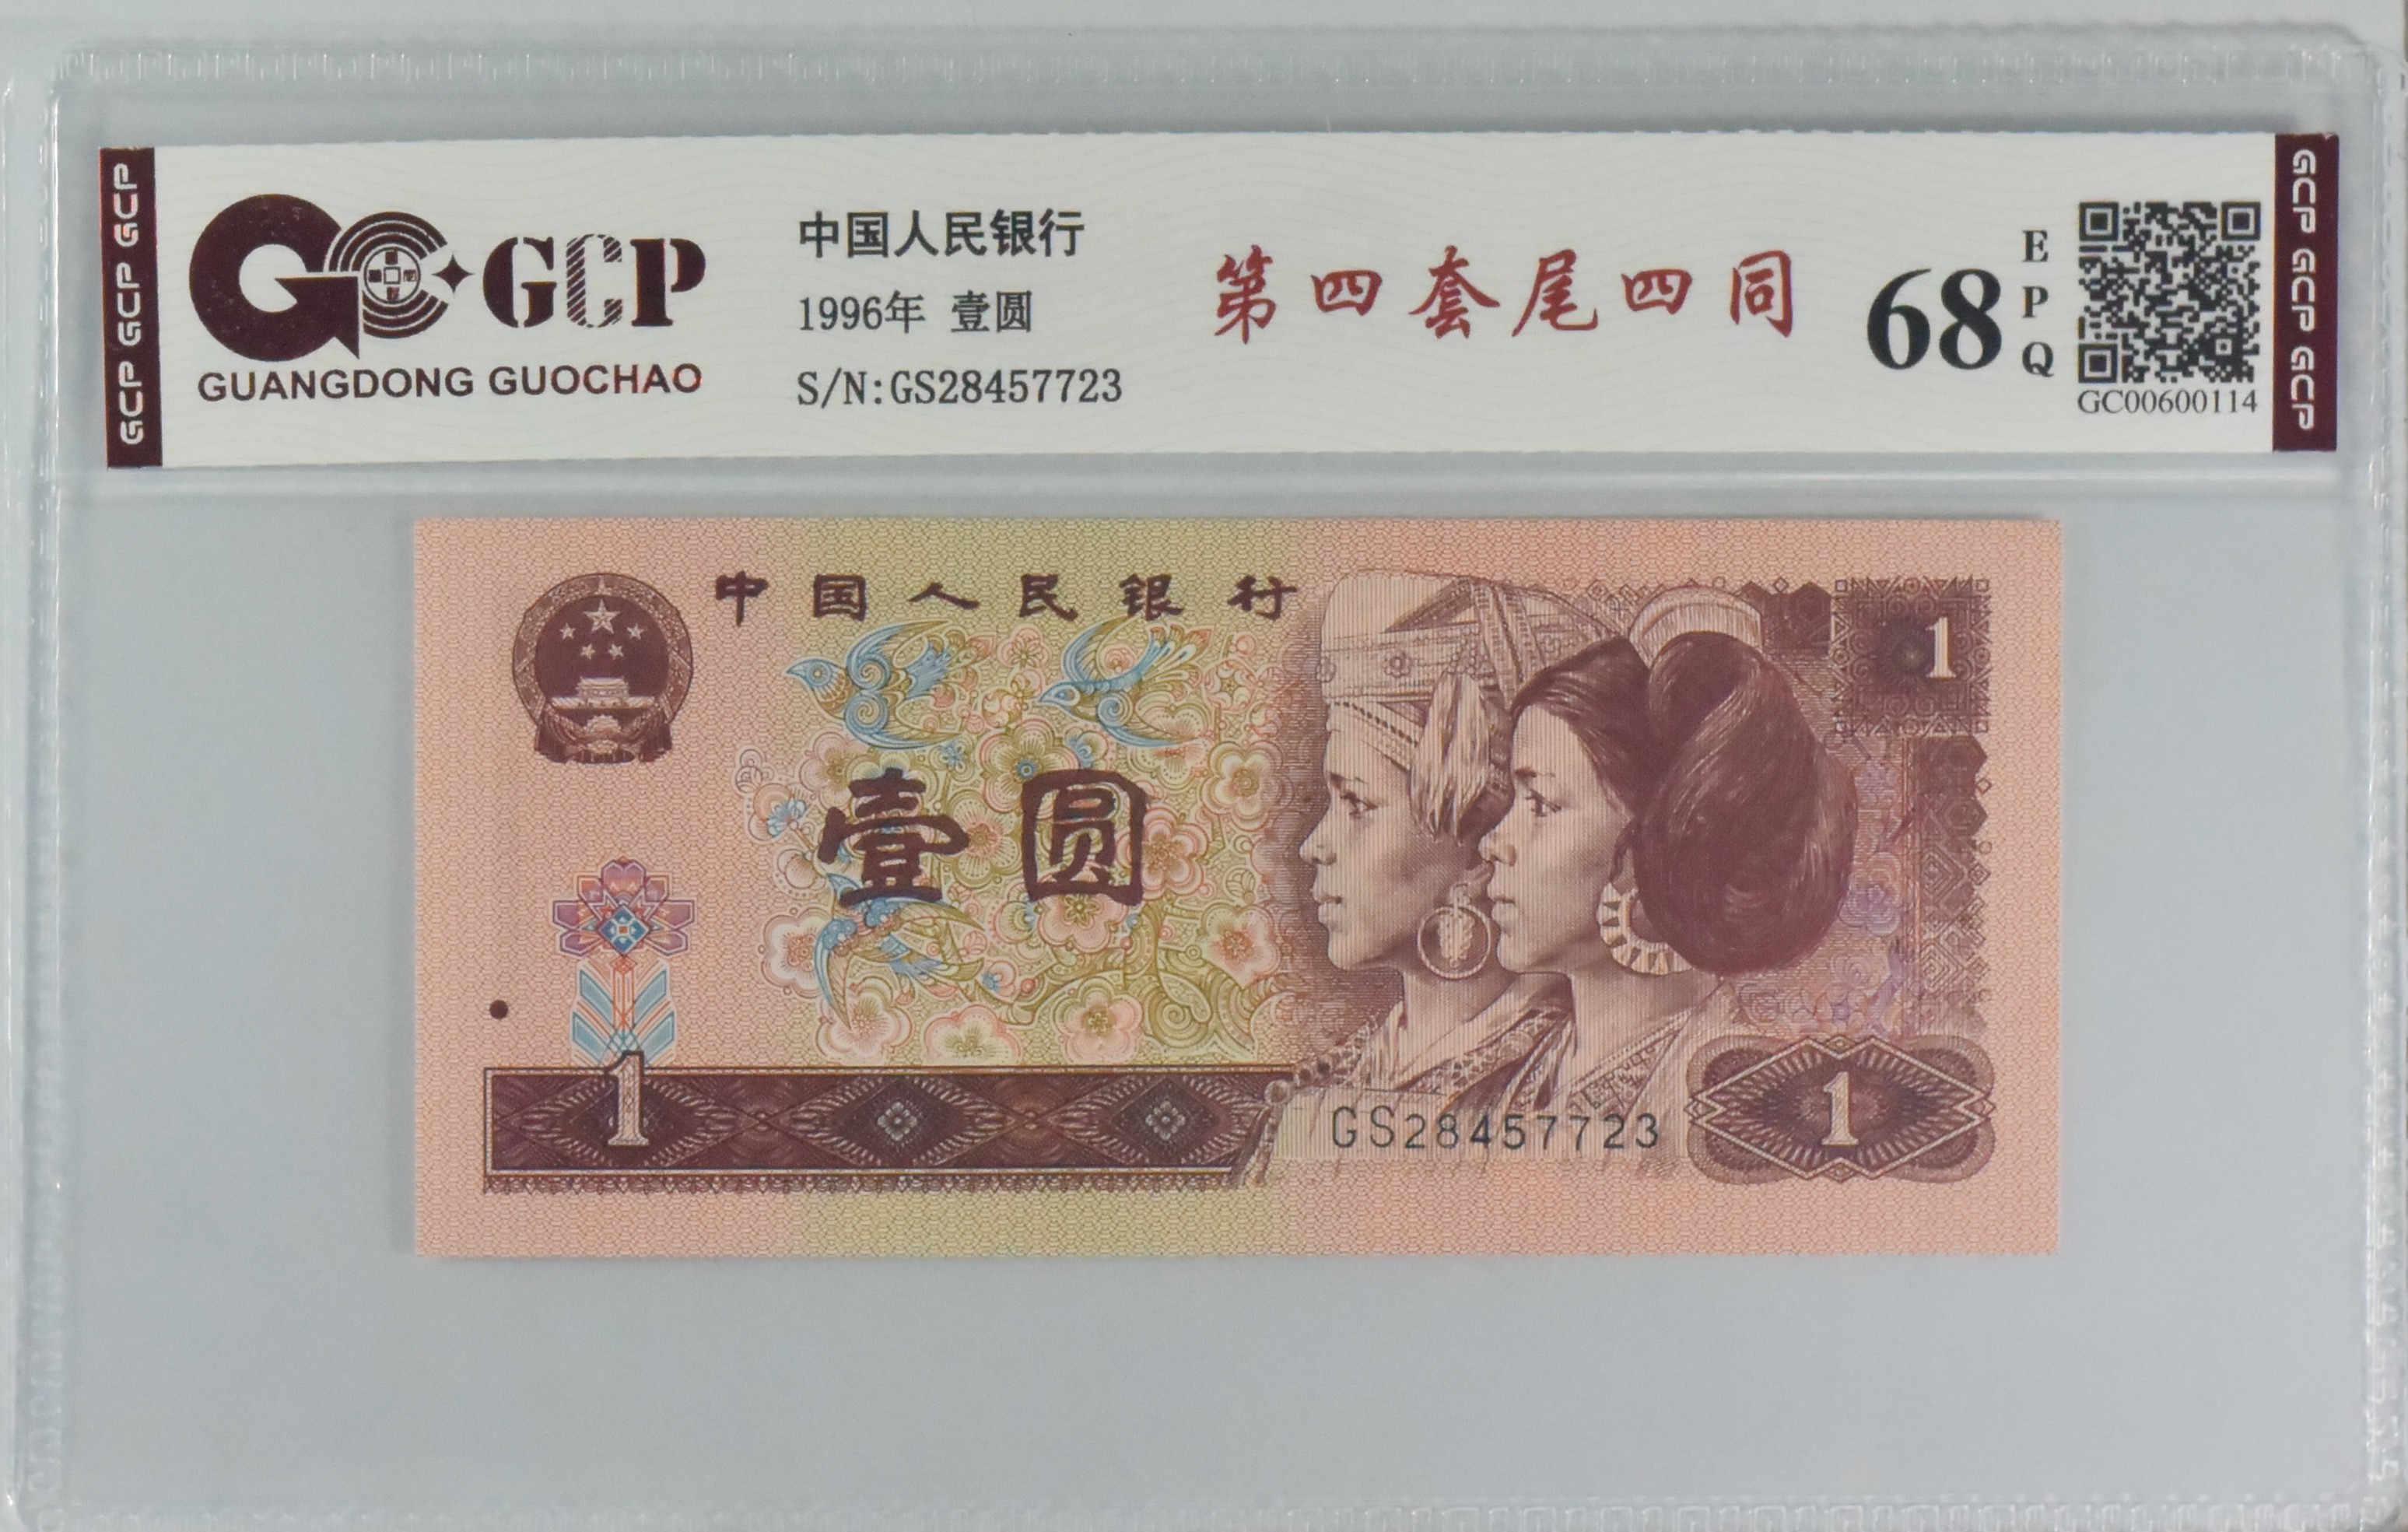 GCP GCP GCP
GCP
GUANGDONG GUOCHAO
中国人民银行
1996年 壹圆
S/N:GS28457723
第四套尾四同
68
EPQ
GC00600114
GCP GCP GCP
中国人民银行
1
壹圆
1
GS28457723
1